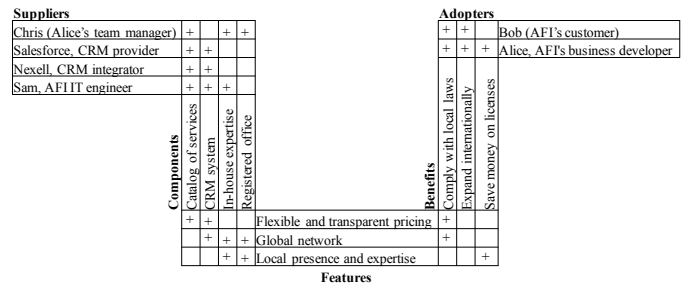 Suppliers
Adopters
Chris (Alice's team manager) + + +
+ + Bob (AFI's customer)
Salesforce, CRM provider + +
+ + + Alice, AFI's business developer
Nexell, CRM integrator + +
Sam, AFI IT engineer + + +
Components
Catalog of services
CRM system
In-house expertise
Registered office
Benefits
Comply with local laws
Expand internationally
Save money on licenses
+ + Flexible and transparent pricing +
+ + + Global network +
+ + Local presence and expertise +
Features